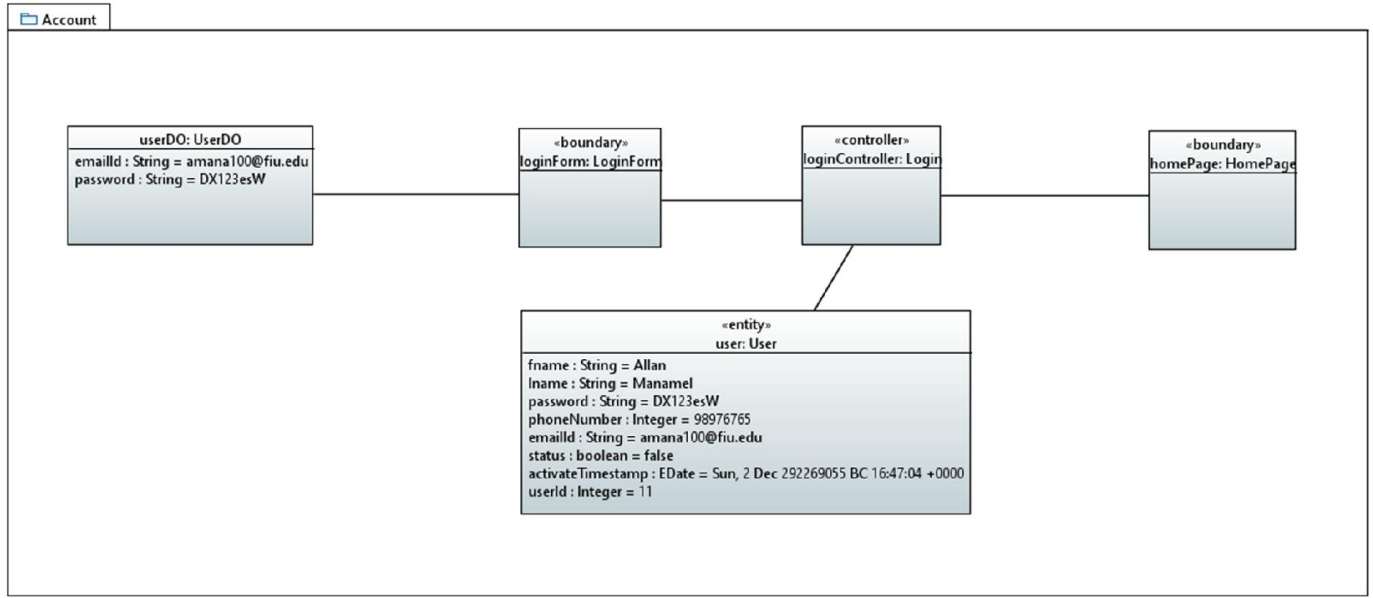 Account
userDO: UserDO
emailId : String = amana100@fiu.edu
password : String = DX123esW
«boundary»
loginForm: LoginForm
«controller»
loginController: Login
«boundary»
homePage: HomePage
«entity»
user: User
fname : String = Allan
lname : String = Manamel
password : String = DX123esW
phoneNumber : Integer = 98976765
emailId : String = amana100@fiu.edu
status : boolean = false
activateTimestamp : EDate = Sun, 2 Dec 292269055 BC 16:47:04 +0000
userId : Integer = 11